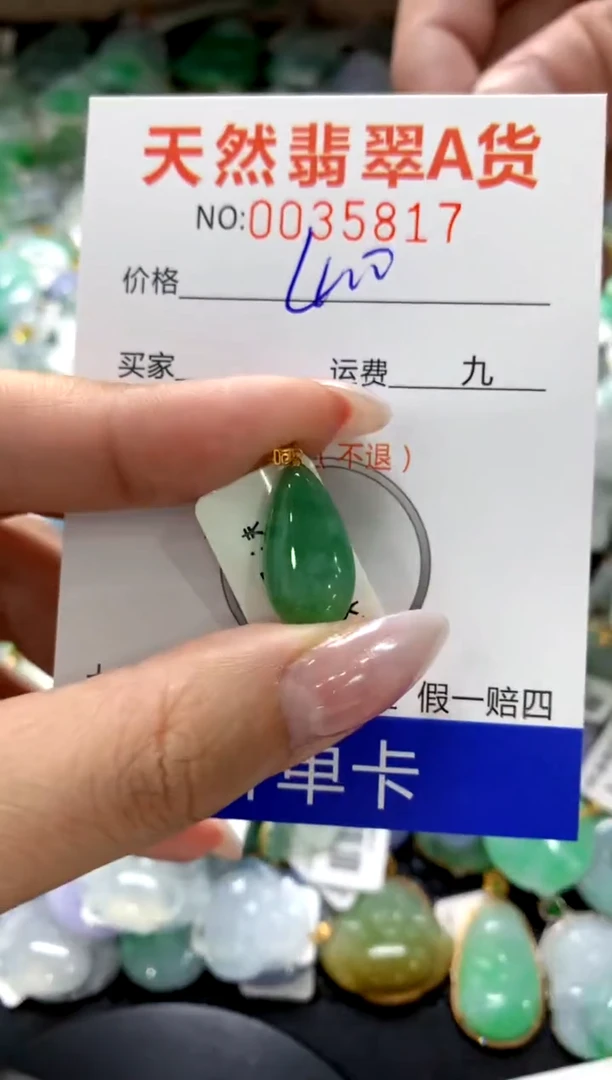 天然翡翠A货
NO:0035817
价格
买家 运费 九
(不退)
假一赔四
单卡